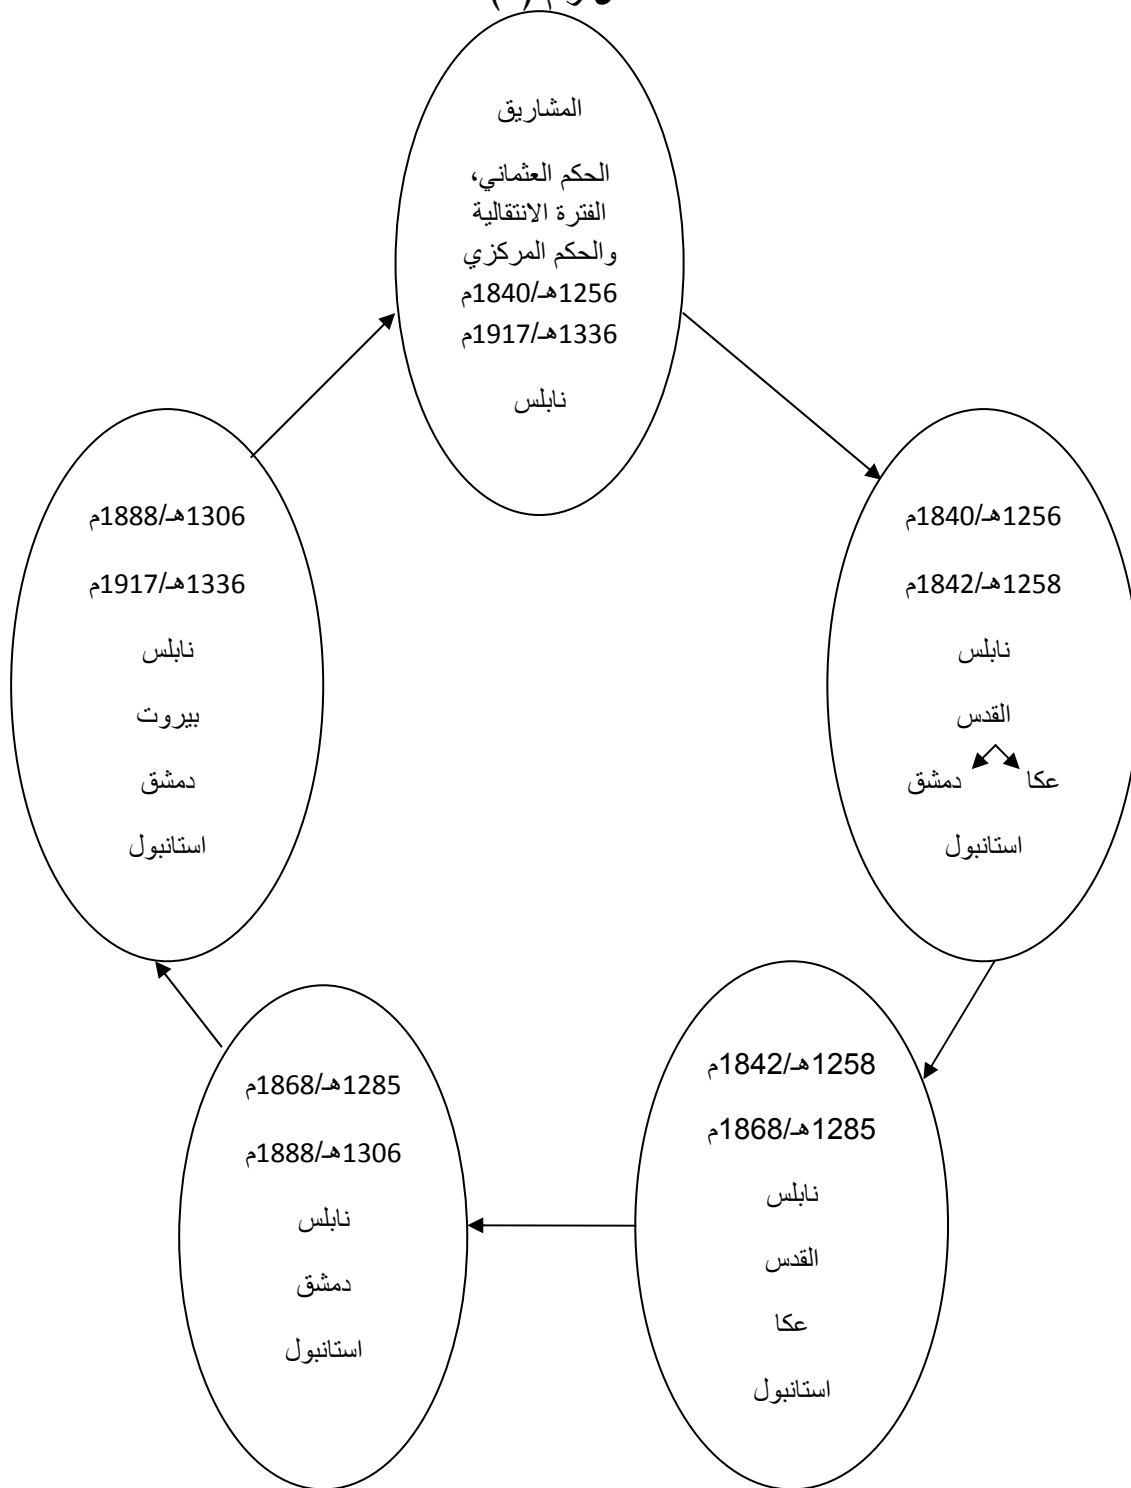 المشاريق
الحكم العثماني،
الفترة الانتقالية
والحكم المركزي
1256هـ/1840م
1336هـ/1917م
نابلس
1256هـ/1840م
1258هـ/1842م
نابلس
القدس
عكا دمشق
استانبول
1258هـ/1842م
1285هـ/1868م
نابلس
القدس
عكا
استانبول
1285هـ/1868م
1306هـ/1888م
نابلس
دمشق
استانبول
1306هـ/1888م
1336هـ/1917م
نابلس
بيروت
دمشق
استانبول